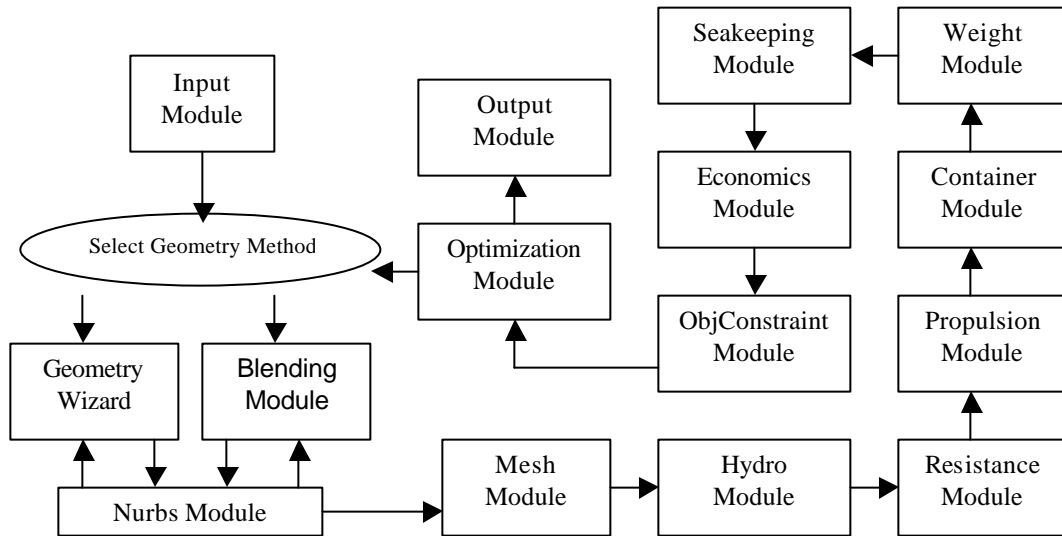 Input
Module
Select Geometry Method
Geometry
Wizard
Blending
Module
Nurbs Module
Output
Module
Optimization
Module
Mesh
Module
Hydro
Module
Resistance
Module
Propulsion
Module
Container
Module
Weight
Module
Seakeeping
Module
Economics
Module
ObjConstraint
Module